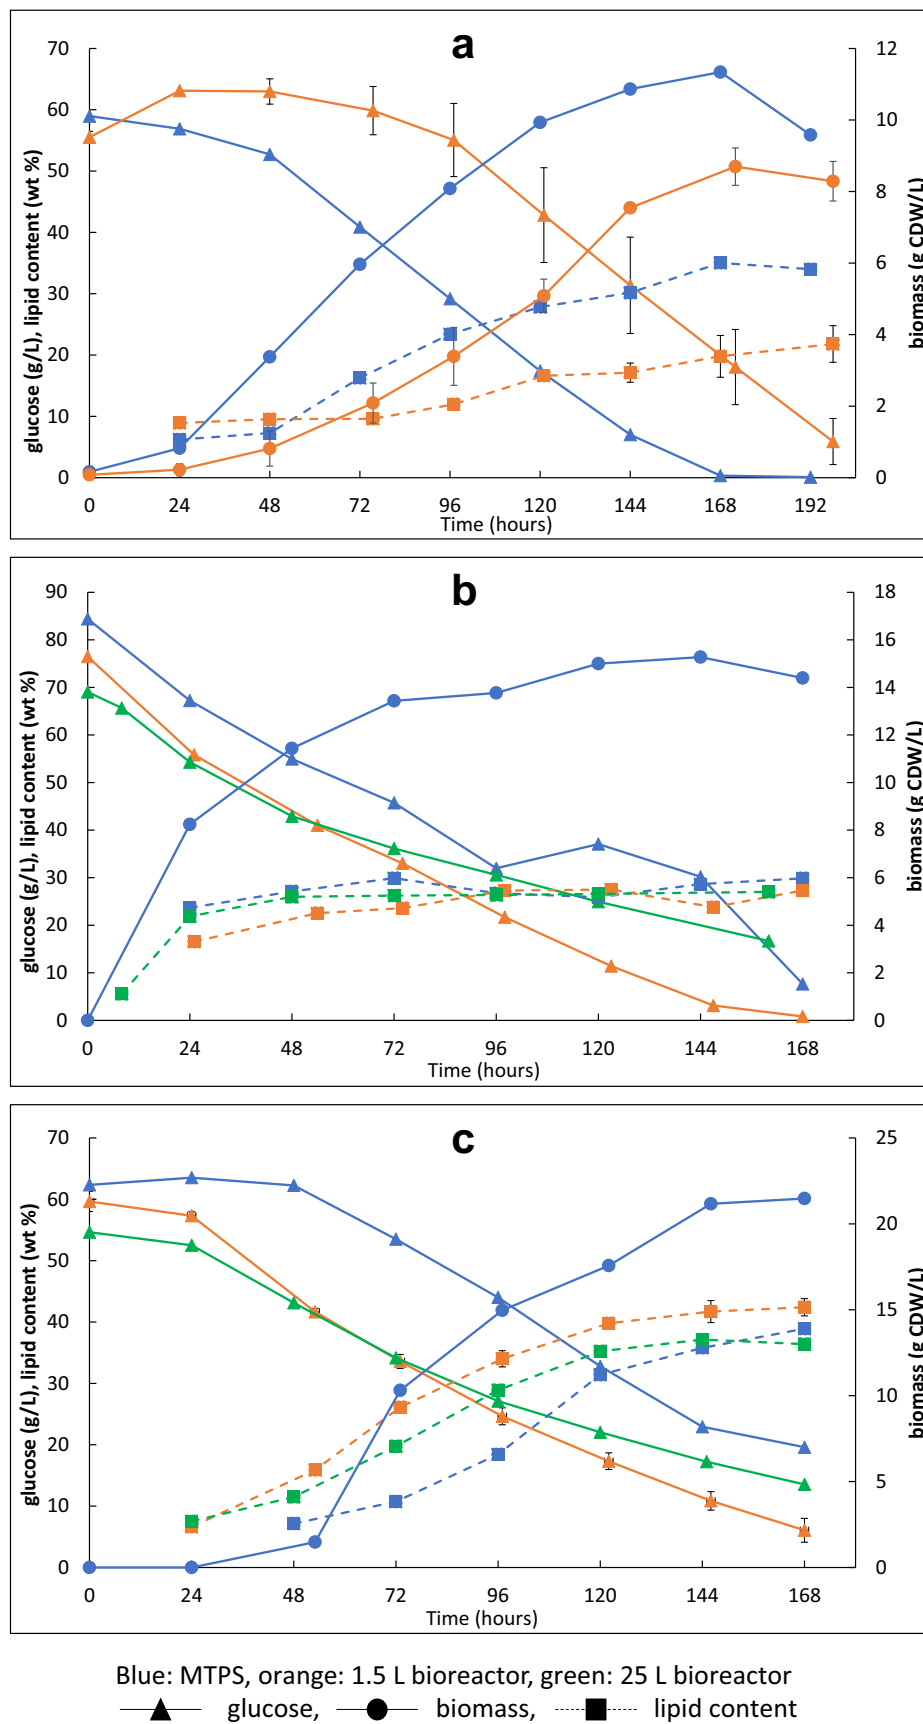 a
glucose (g/L), lipid content (wt %)
biomass (g CDW/L)
70
60
50
40
30
20
10
0
12
10
8
6
4
2
0
0 24 48 72 96 120 144 168 192
Time (hours)
b
glucose (g/L), lipid content (wt %)
biomass (g CDW/L)
90
80
70
60
50
40
30
20
10
0
18
16
14
12
10
8
6
4
2
0
0 24 48 72 96 120 144 168
Time (hours)
c
glucose (g/L), lipid content (wt %)
biomass (g CDW/L)
70
60
50
40
30
20
10
0
25
20
15
10
5
0
0 24 48 72 96 120 144 168
Time (hours)
Blue: MTPS, orange: 1.5 L bioreactor, green: 25 L bioreactor
glucose, biomass, lipid content